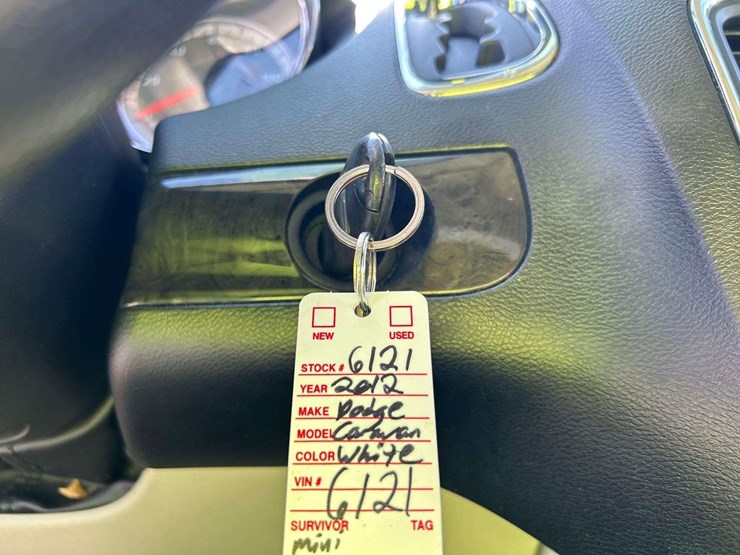 NEW USED
STOCK # 6121
YEAR 2012
MAKE Dodge
MODEL Caravan
COLOR White
VIN # 6121
SURVIVOR TAG
mini